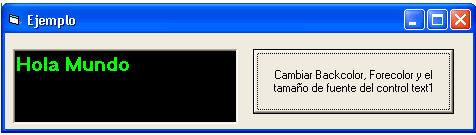 Ejemplo
Hola Mundo
Cambiar Backcolor, Forecolor y el
tamaño de fuente del control text1